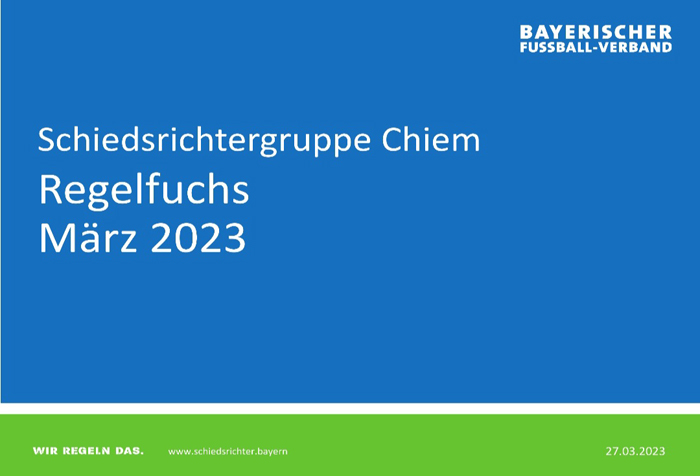 BAYERISCHER
FUSSBALL-VERBAND
Schiedsrichtergruppe Chiem
Regelfuchs
März 2023
WIR REGELN DAS. www.schiedsrichter.bayern 27.03.2023